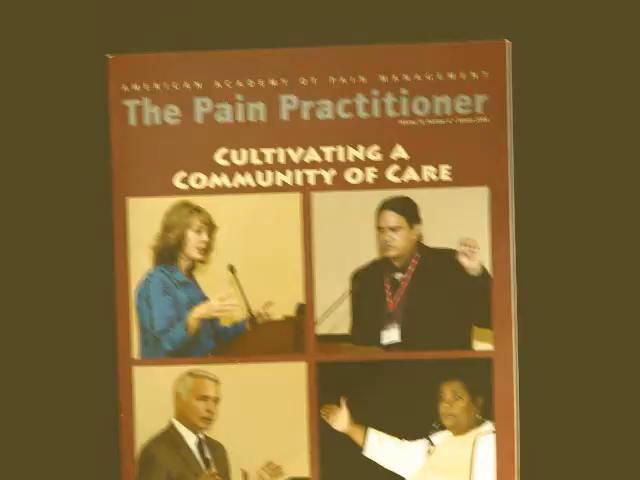 AMERICAN ACADEMY OF PAIN MANAGEMENT
The Pain Practitioner
CULTIVATING A
COMMUNITY OF CARE